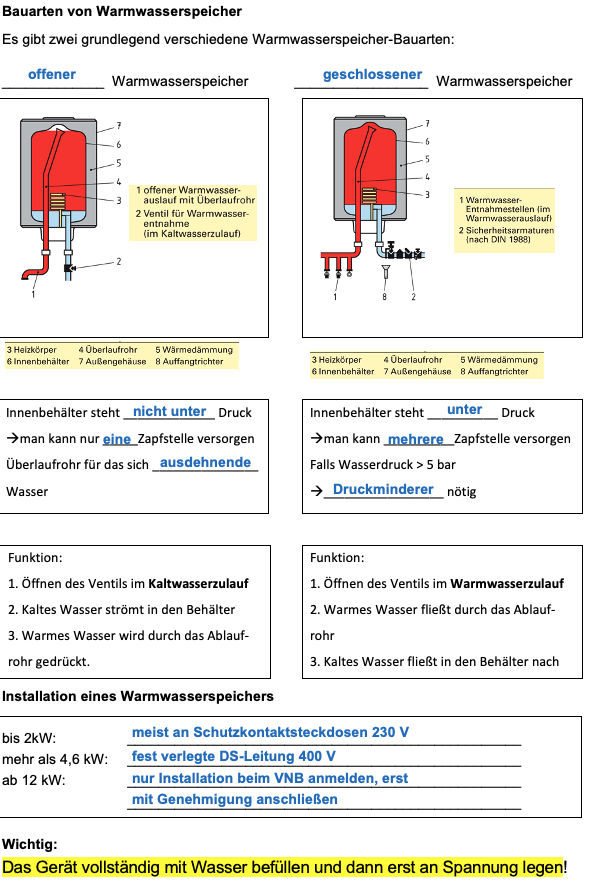 Bauarten von Warmwasserspeicher
Es gibt zwei grundlegend verschiedene Warmwasserspeicher-Bauarten:
offener Warmwasserspeicher
geschlossener Warmwasserspeicher
7
6
5
4
3
2
1
1 offener Warmwasser-
auslauf mit Überlaufrohr
2 Ventil für Warmwasser-
entnahme
(im Kaltwasserzulauf)
7
6
5
4
3
1
8
2
1 Warmwasser-
Entnahmestellen (im
Warmwasserauslauf)
2 Sicherheitsarmaturen
(nach DIN 1988)
3 Heizkörper 4 Überlaufrohr 5 Wärmedämmung
6 Innenbehälter 7 Außengehäuse 8 Auffangtrichter
3 Heizkörper 4 Überlaufrohr 5 Wärmedämmung
6 Innenbehälter 7 Außengehäuse 8 Auffangtrichter
Innenbehälter steht nicht unter Druck
→man kann nur eine Zapfstelle versorgen
Überlaufrohr für das sich ausdehnende
Wasser
Innenbehälter steht unter Druck
→man kann mehrere Zapfstelle versorgen
Falls Wasserdruck > 5 bar
→ Druckminderer nötig
Funktion:
1. Öffnen des Ventils im Kaltwasserzulauf
2. Kaltes Wasser strömt in den Behälter
3. Warmes Wasser wird durch das Ablauf-
rohr gedrückt.
Funktion:
1. Öffnen des Ventils im Warmwasserzulauf
2. Warmes Wasser fließt durch das Ablauf-
rohr
3. Kaltes Wasser fließt in den Behälter nach
Installation eines Warmwasserspeichers
bis 2kW: meist an Schutzkontaktsteckdosen 230 V
mehr als 4,6 kW: fest verlegte DS-Leitung 400 V
ab 12 kW: nur Installation beim VNB anmelden, erst
mit Genehmigung anschließen
Wichtig:
Das Gerät vollständig mit Wasser befüllen und dann erst an Spannung legen!